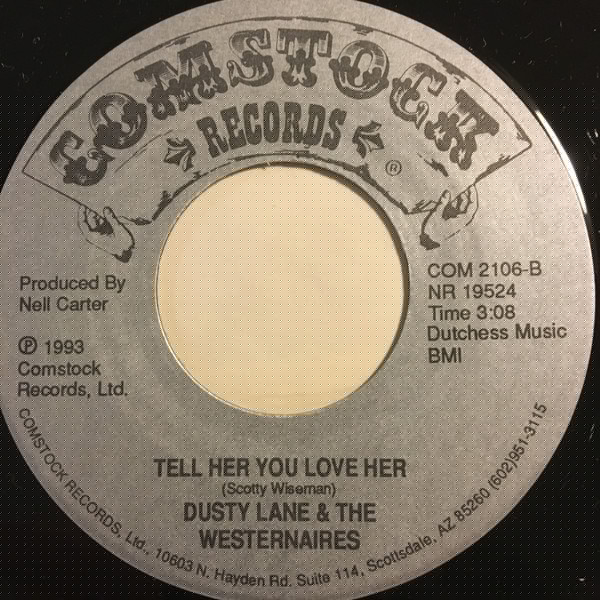 COMSTOCK
RECORDS
®
Produced By
Nell Carter
℗ 1993
Comstock
Records, Ltd.
COM 2106-B
NR 19524
Time 3:08
Dutchess Music
BMI
TELL HER YOU LOVE HER
(Scotty Wiseman)
DUSTY LANE & THE
WESTERNAIRES
COMSTOCK RECORDS, Ltd., 10603 N. Hayden Rd. Suite 114, Scottsdale, AZ 85260 (602)951-3115